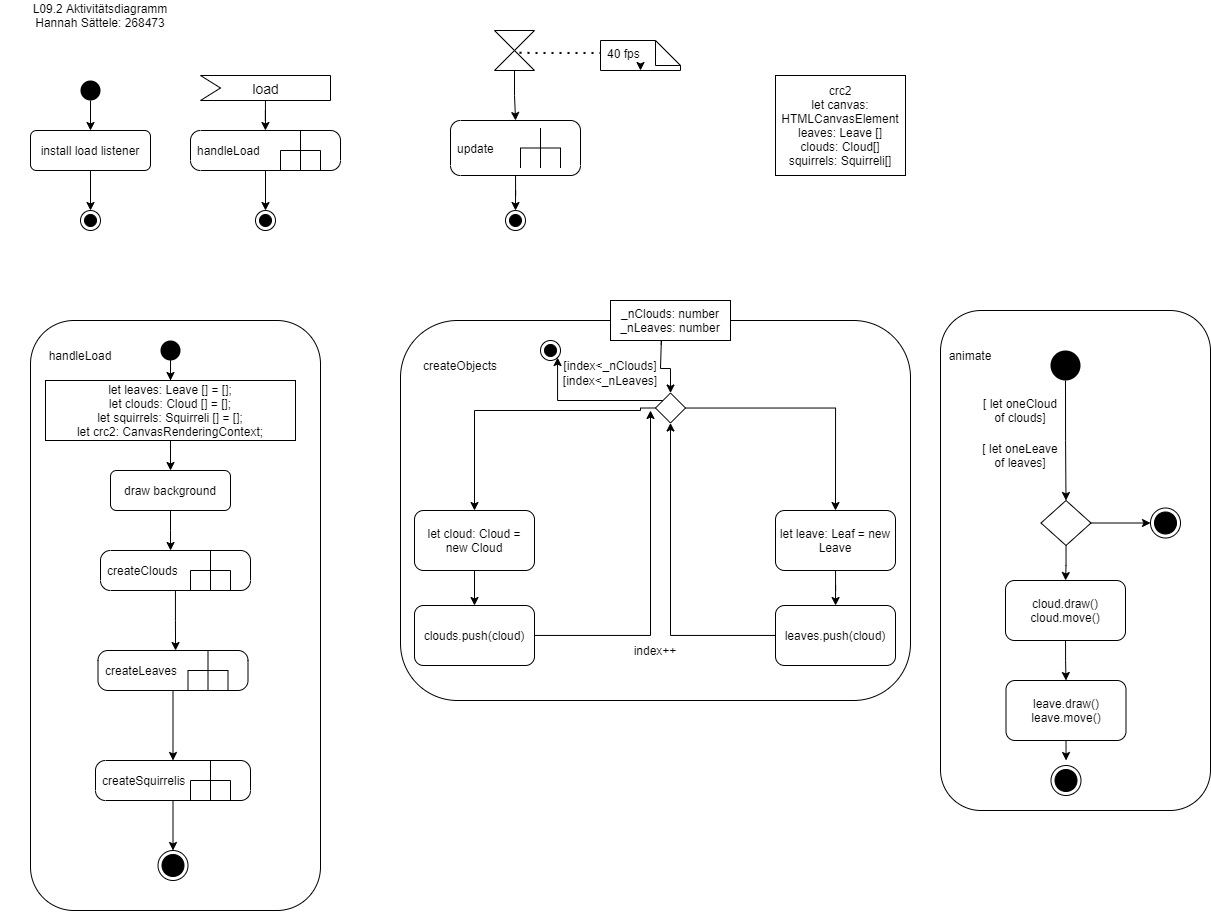 L09.2 Aktivitätsdiagramm
Hannah Sättele: 268473
40 fps
load
install load listener
handleLoad
update
crc2
let canvas:
HTMLCanvasElement
leaves: Leave []
clouds: Cloud[]
squirrels: Squirreli[]
handleLoad
let leaves: Leave [] = [];
let clouds: Cloud [] = [];
let squirrels: Squirreli [] = [];
let crc2: CanvasRenderingContext;
draw background
createClouds
createLeaves
createSquirrelis
_nClouds: number
_nLeaves: number
createObjects
[index<_nClouds]
[index<_nLeaves]
let cloud: Cloud =
new Cloud
let leave: Leaf = new
Leave
clouds.push(cloud)
leaves.push(cloud)
index++
animate
[ let oneCloud
of clouds]
[ let oneLeave
of leaves]
cloud.draw()
cloud.move()
leave.draw()
leave.move()